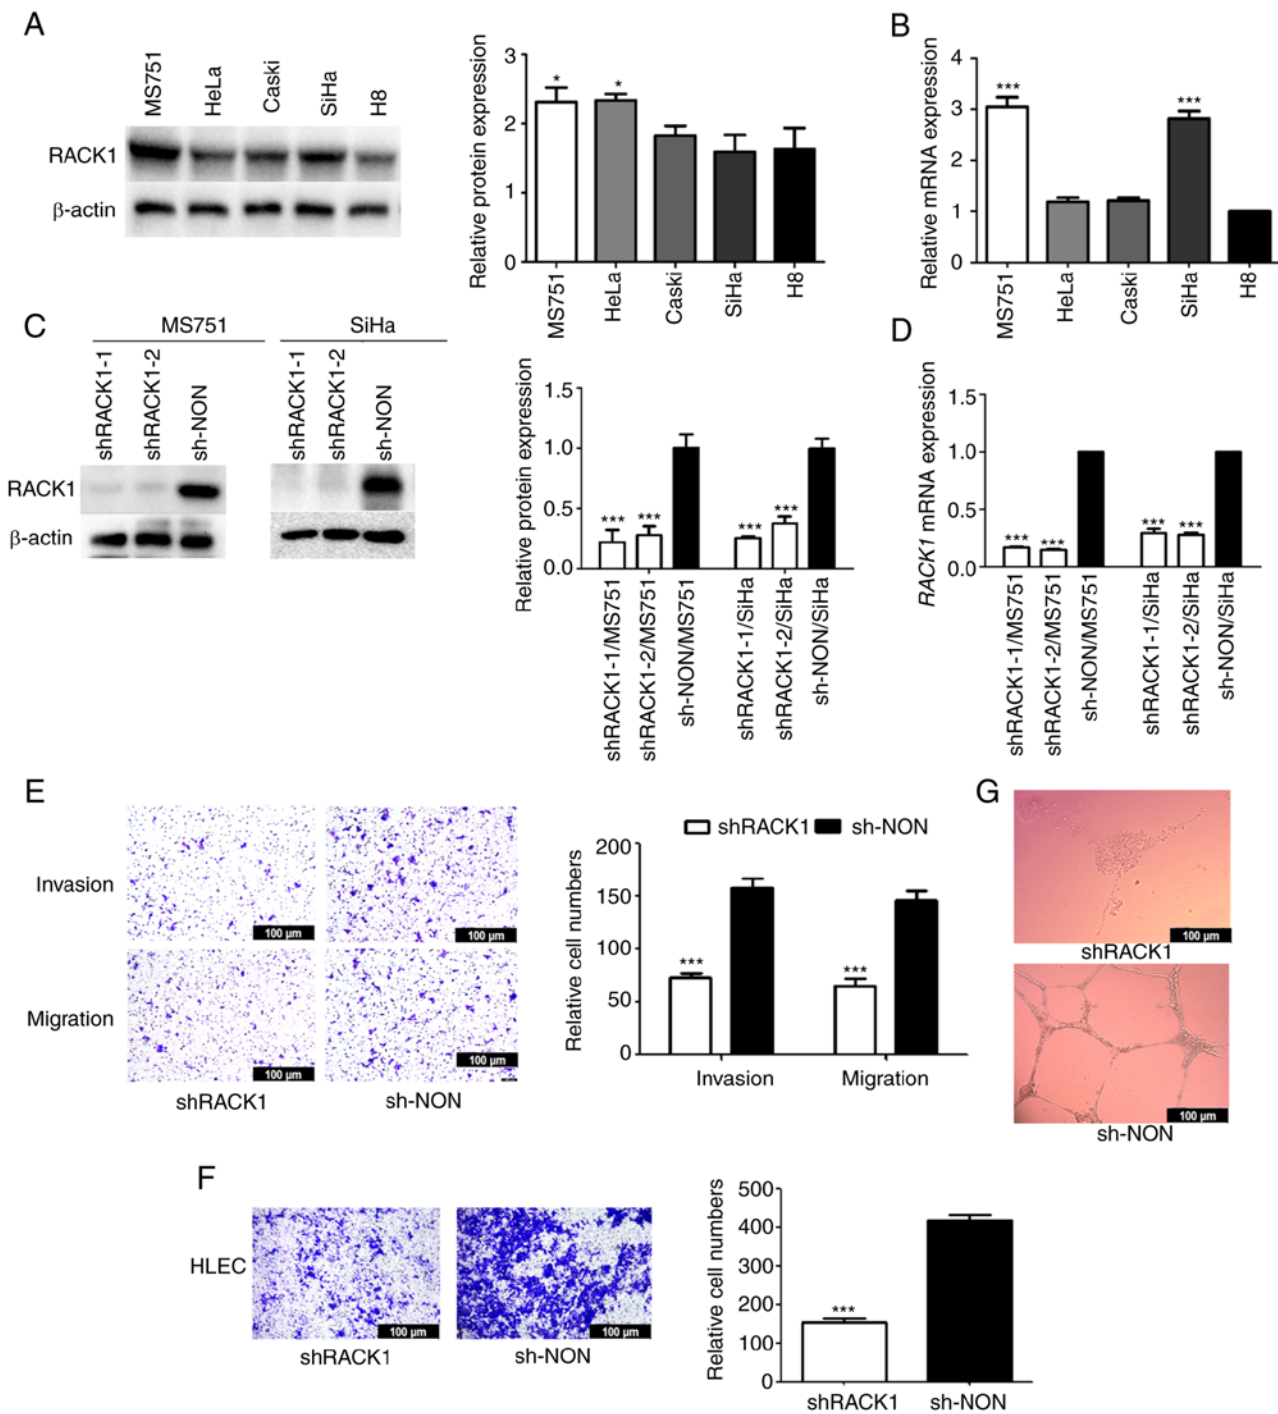 A
MS751
HeLa
Caski
SiHa
H8
RACK1
β-actin
Relative protein expression
3
2
1
0
*
*
MS751
HeLa
Caski
SiHa
H8
B
Relative mRNA expression
4
3
2
1
0
***
***
MS751
HeLa
Caski
SiHa
H8
C
MS751
SiHa
shRACK1-1
shRACK1-2
sh-NON
shRACK1-1
shRACK1-2
sh-NON
RACK1
β-actin
Relative protein expression
1.5
1.0
0.5
0.0
***
***
***
***
shRACK1-1/MS751
shRACK1-2/MS751
sh-NON/MS751
shRACK1-1/SiHa
shRACK1-2/SiHa
sh-NON/SiHa
D
RACK1 mRNA expression
1.5
1.0
0.5
0.0
***
***
***
***
shRACK1-1/MS751
shRACK1-2/MS751
sh-NON/MS751
shRACK1-1/SiHa
shRACK1-2/SiHa
sh-NON/SiHa
E
Invasion
100 µm
100 µm
Migration
100 µm
100 µm
shRACK1
sh-NON
shRACK1
sh-NON
Relative cell numbers
200
150
100
50
0
***
***
Invasion
Migration
G
100 µm
shRACK1
100 µm
sh-NON
F
HLEC
100 µm
100 µm
shRACK1
sh-NON
Relative cell numbers
500
400
300
200
100
0
***
shRACK1
sh-NON